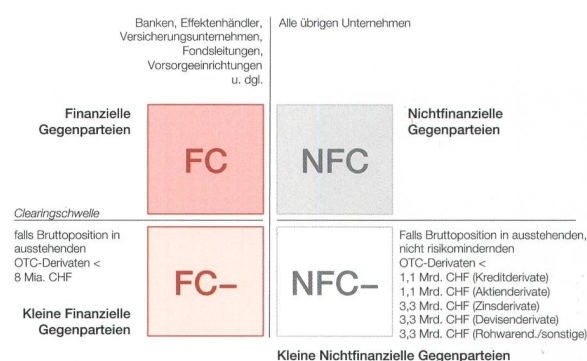 Banken, Effektenhändler,
Versicherungsunternehmen,
Fondsleitungen,
Vorsorgeeinrichtungen
u. dgl.
Alle übrigen Unternehmen
Finanzielle
Gegenparteien
FC
NFC
Nichtfinanzielle
Gegenparteien
Clearingschwelle
falls Bruttoposition in
ausstehenden
OTC-Derivaten <
8 Mia. CHF
Kleine Finanzielle
Gegenparteien
FC–
NFC–
Falls Bruttoposition in ausstehenden,
nicht risikomindernden
OTC-Derivaten <
1,1 Mrd. CHF (Kreditderivate)
1,1 Mrd. CHF (Aktienderivate)
3,3 Mrd. CHF (Zinsderivate)
3,3 Mrd. CHF (Devisenderivate)
3,3 Mrd. CHF (Rohwarend./sonstige)
Kleine Nichtfinanzielle Gegenparteien